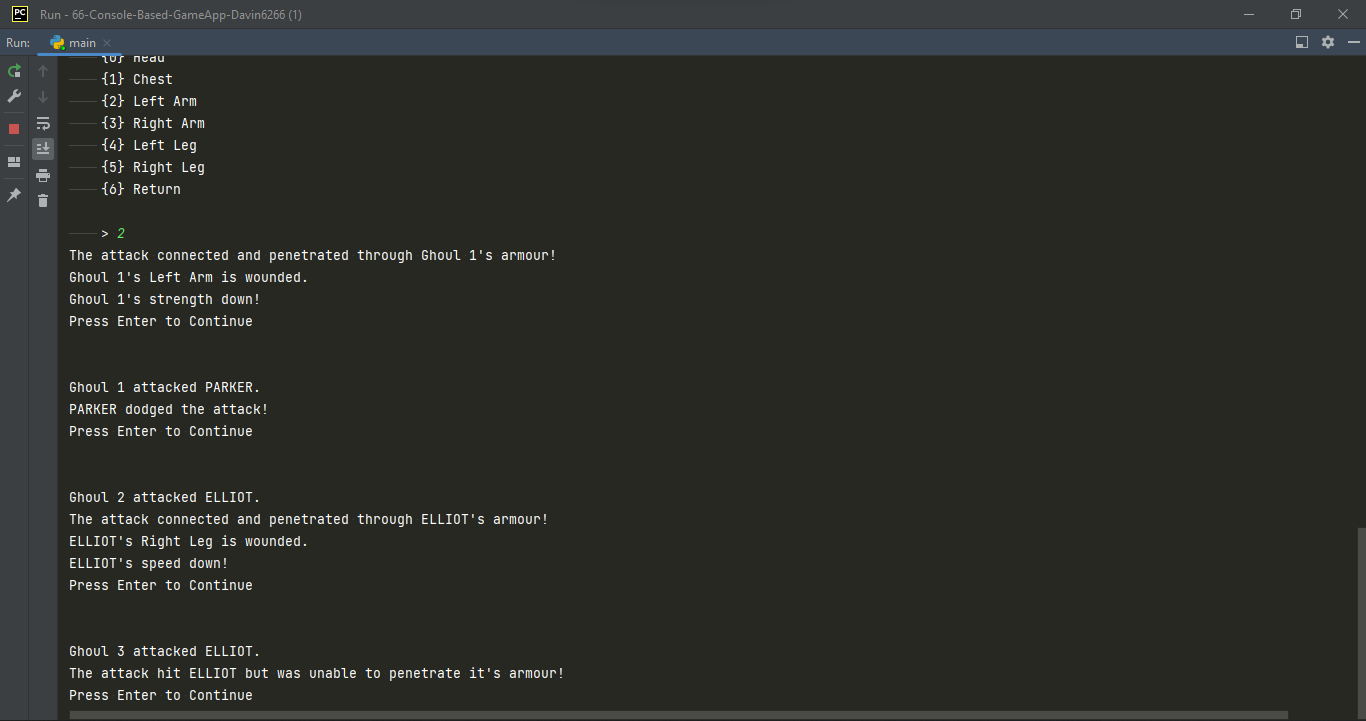 PC Run - 66-Console-Based-GameApp-Davin6266 (1)
Run: main
{0} Head
{1} Chest
{2} Left Arm
{3} Right Arm
{4} Left Leg
{5} Right Leg
{6} Return
> 2
The attack connected and penetrated through Ghoul 1's armour!
Ghoul 1's Left Arm is wounded.
Ghoul 1's strength down!
Press Enter to Continue
Ghoul 1 attacked PARKER.
PARKER dodged the attack!
Press Enter to Continue
Ghoul 2 attacked ELLIOT.
The attack connected and penetrated through ELLIOT's armour!
ELLIOT's Right Leg is wounded.
ELLIOT's speed down!
Press Enter to Continue
Ghoul 3 attacked ELLIOT.
The attack hit ELLIOT but was unable to penetrate it's armour!
Press Enter to Continue